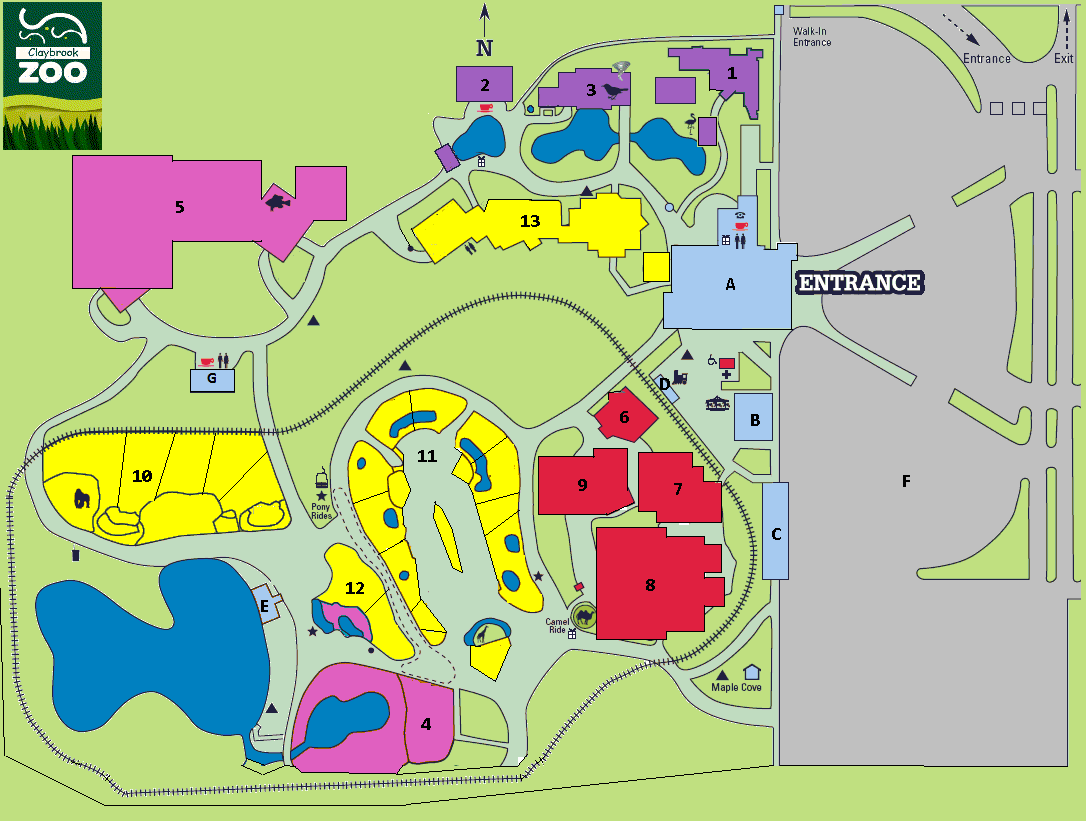 Claybrook
ZOO
N
Walk-In
Entrance
Entrance
Exit
1
2
3
5
13
A
ENTRANCE
G
D
6
B
11
10
9
7
F
Pony
Rides
C
12
8
E
Camel
Ride
Maple Cove
4